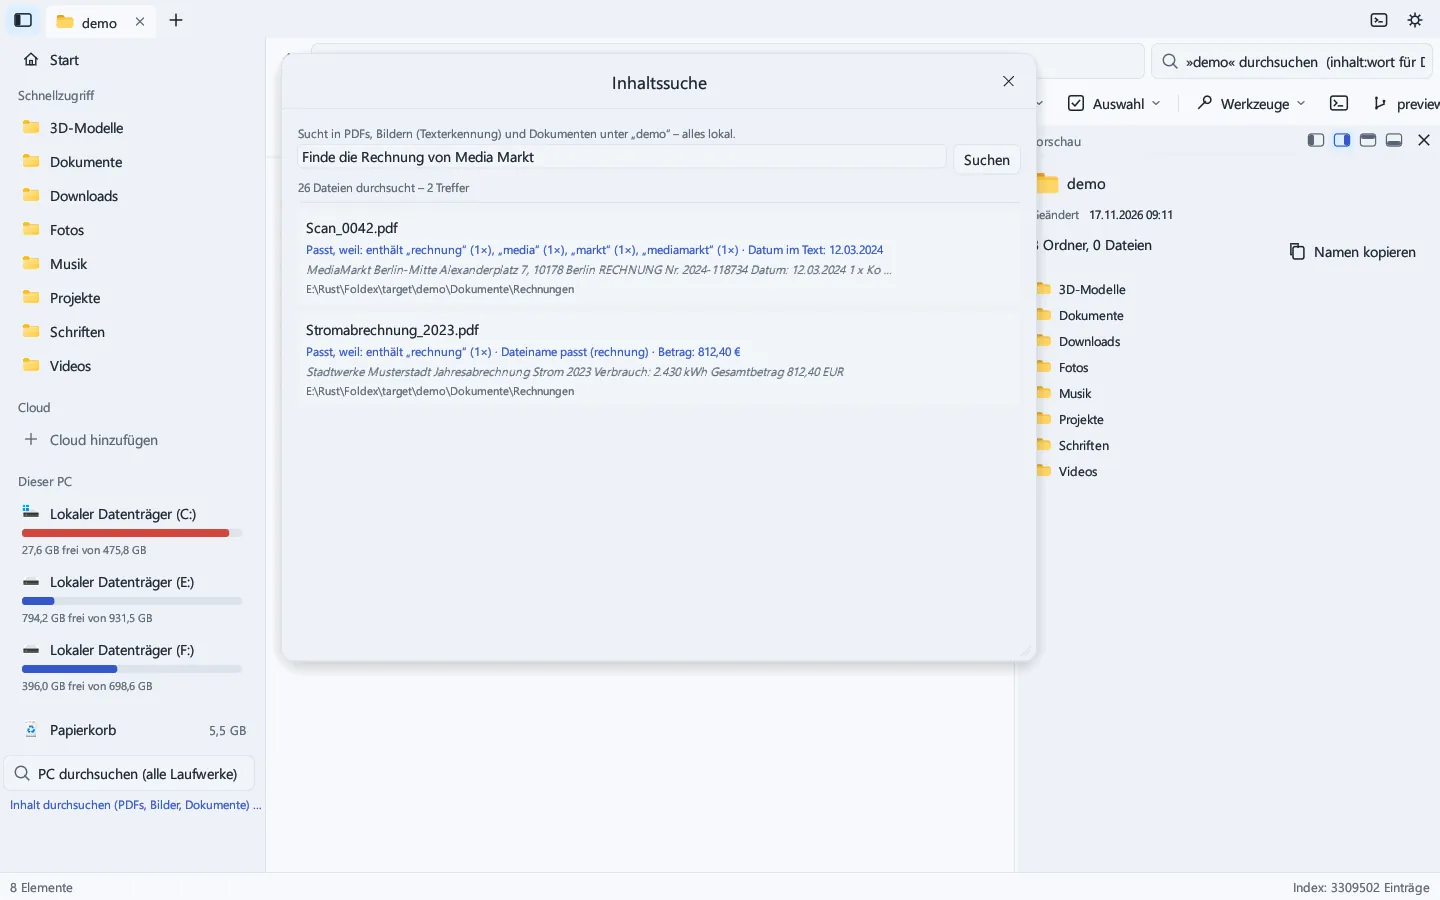 demo
Start
Schnellzugriff
3D-Modelle
Dokumente
Downloads
Fotos
Musik
Projekte
Schriften
Videos
Cloud
Cloud hinzufügen
Dieser PC
Lokaler Datenträger (C:)
27,6 GB frei von 475,8 GB
Lokaler Datenträger (E:)
794,2 GB frei von 931,5 GB
Lokaler Datenträger (F:)
396,0 GB frei von 698,6 GB
Papierkorb 5,5 GB
PC durchsuchen (alle Laufwerke)
Inhalt durchsuchen (PDFs, Bilder, Dokumente) ...
Inhaltssuche
Sucht in PDFs, Bildern (Texterkennung) und Dokumenten unter „demo“ – alles lokal.
Finde die Rechnung von Media Markt
Suchen
26 Dateien durchsucht – 2 Treffer
Scan_0042.pdf
Passt, weil: enthält „rechnung“ (1×), „media“ (1×), „markt“ (1×), „mediamarkt“ (1×) · Datum im Text: 12.03.2024
MediaMarkt Berlin-Mitte Alexanderplatz 7, 10178 Berlin RECHNUNG Nr. 2024-118734 Datum: 12.03.2024 1 x Ko ...
E:\Rust\Foldex\target\demo\Dokumente\Rechnungen
Stromabrechnung_2023.pdf
Passt, weil: enthält „rechnung“ (1×) · Dateiname passt (rechnung) · Betrag: 812,40 €
Stadtwerke Musterstadt Jahresabrechnung Strom 2023 Verbrauch: 2.430 kWh Gesamtbetrag 812,40 EUR
E:\Rust\Foldex\target\demo\Dokumente\Rechnungen
»demo« durchsuchen (inhalt:wort für D
Auswahl
Werkzeuge
preview
orschau
demo
Geändert 17.11.2026 09:11
8 Ordner, 0 Dateien
Namen kopieren
3D-Modelle
Dokumente
Downloads
Fotos
Musik
Projekte
Schriften
Videos
8 Elemente
Index: 3309502 Einträge